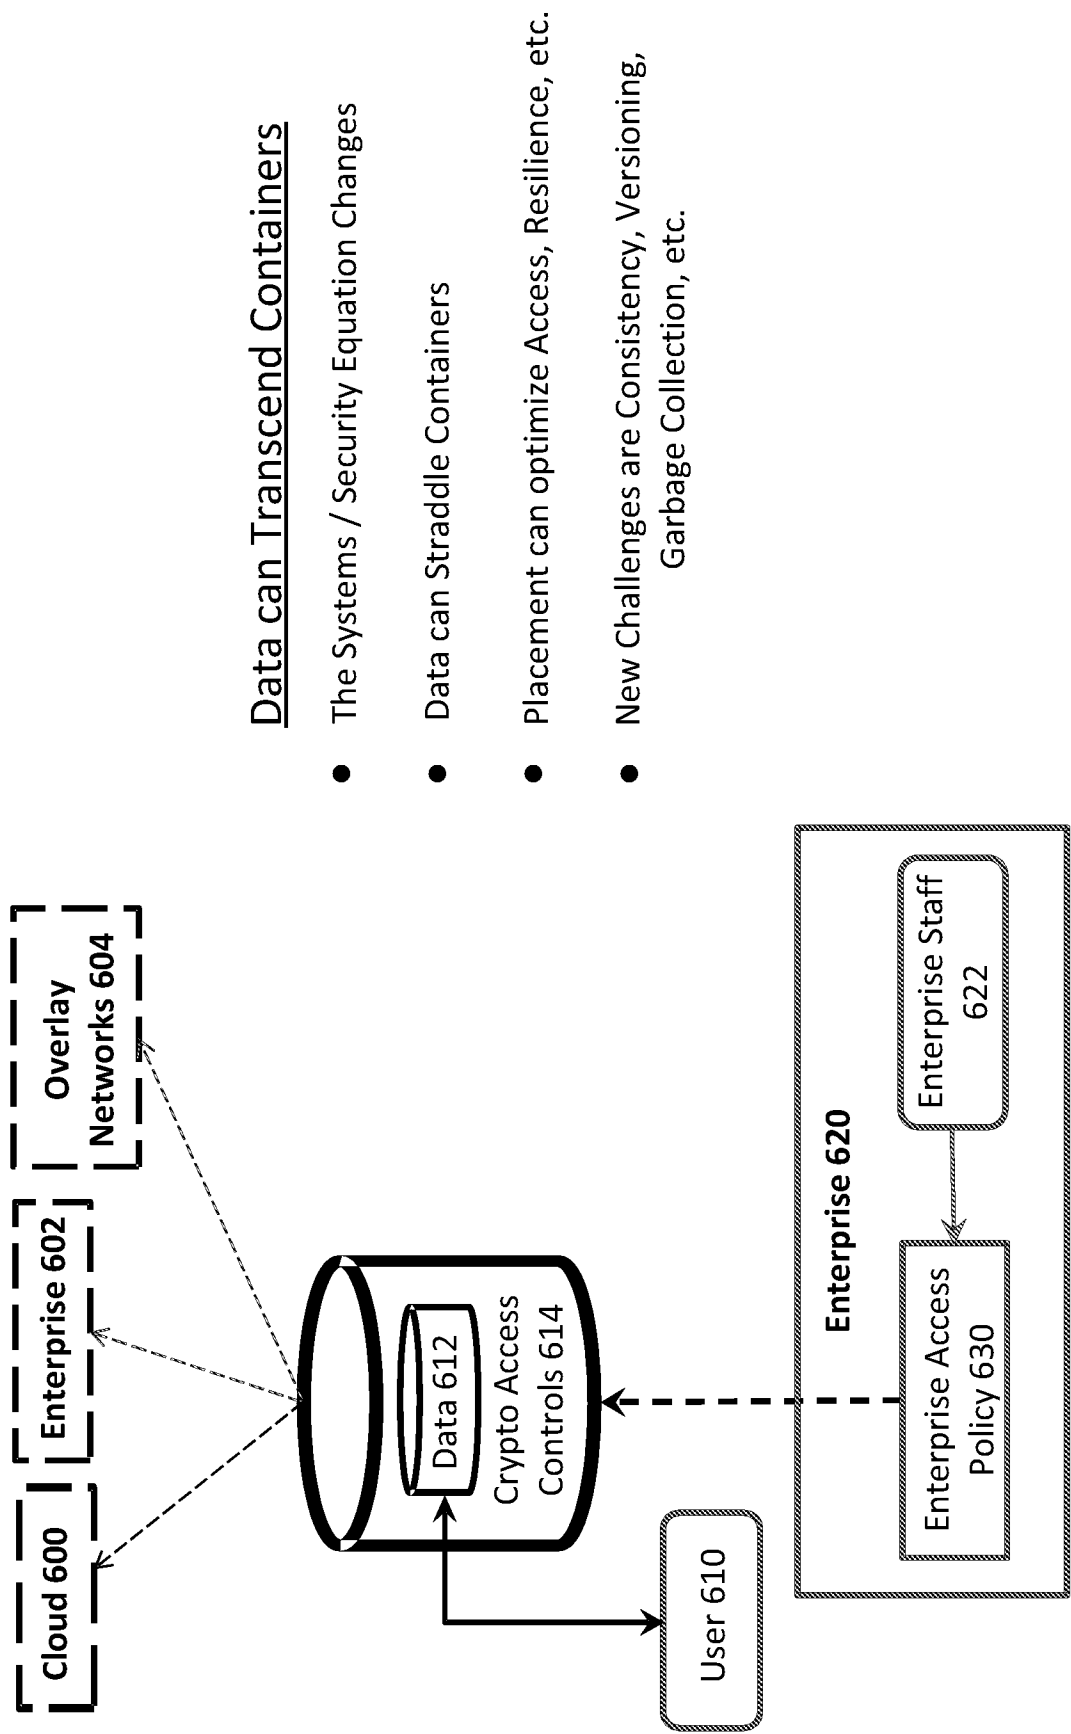 Cloud 600
Enterprise 602
Overlay
Networks 604
Data 612
Crypto Access
Controls 614
User 610
Enterprise 620
Enterprise Access
Policy 630
Enterprise Staff
622
Data can Transcend Containers
● The Systems / Security Equation Changes
● Data can Straddle Containers
● Placement can optimize Access, Resilience, etc.
● New Challenges are Consistency, Versioning,
Garbage Collection, etc.